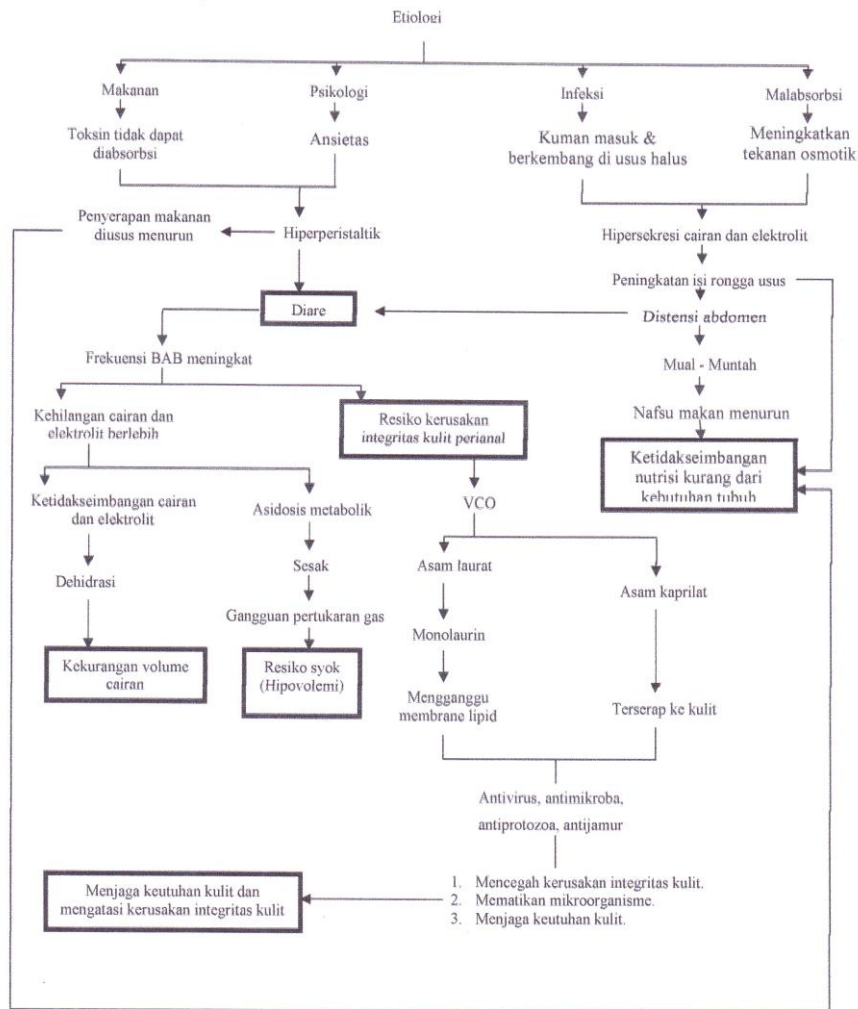 Etiologi
Makanan
Psikologi
Infeksi
Malabsorbsi
Toksin tidak dapat
diabsorbsi
Ansietas
Kuman masuk &
berkembang di usus halus
Meningkatkan
tekanan osmotik
Penyerapan makanan
diusus menurun
Hiperperistaltik
Hipersekresi cairan dan elektrolit
Peningkatan isi rongga usus
Diare
Distensi abdomen
Frekuensi BAB meningkat
Mual - Muntah
Kehilangan cairan dan
elektrolit berlebih
Resiko kerusakan
integritas kulit perianal
Nafsu makan menurun
Ketidakseimbangan
nutrisi kurang dari
kebutuhan tubuh
Ketidakseimbangan cairan
dan elektrolit
Asidosis metabolik
VCO
Dehidrasi
Sesak
Asam laurat
Asam kaprilat
Gangguan pertukaran gas
Monolaurin
Kekurangan volume
cairan
Resiko syok
(Hipovolemi)
Mengganggu
membrane lipid
Terserap ke kulit
Antivirus, antimikroba,
antiprotozoa, antijamur
Menjaga keutuhan kulit dan
mengatasi kerusakan integritas kulit
1. Mencegah kerusakan integritas kulit.
2. Mematikan mikroorganisme.
3. Menjaga keutuhan kulit.